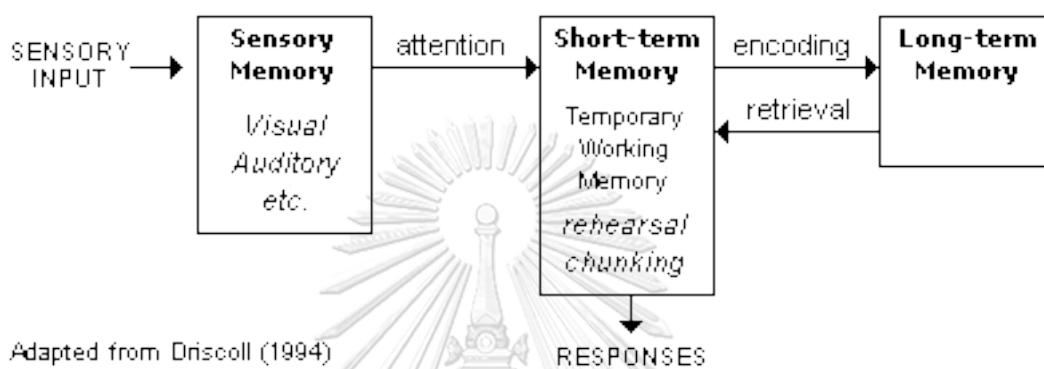 SENSORY
INPUT
Sensory
Memory
Visual
Auditory
etc.
attention
Short-term
Memory
Temporary
Working
Memory
rehearsal
chunking
encoding
retrieval
Long-term
Memory
RESPONSES
Adapted from Driscoll (1994)